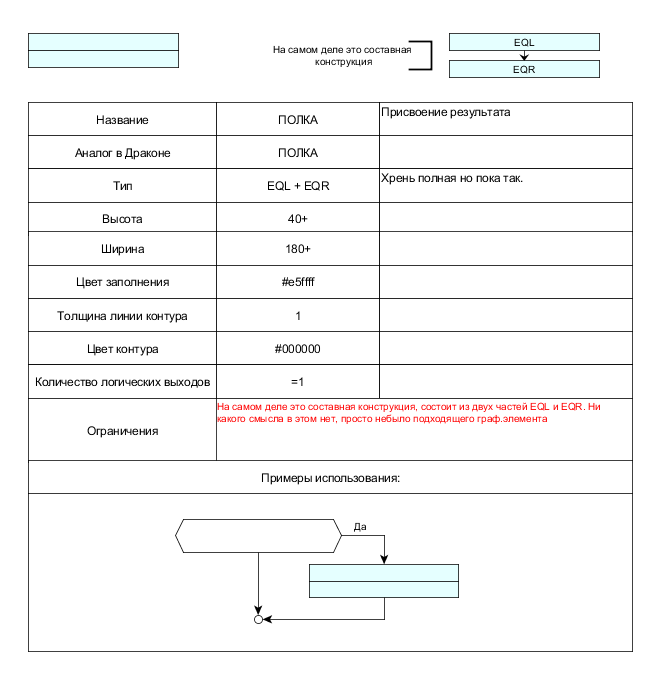 На самом деле это составная
конструкция
EQL
EQR
Название
ПОЛКА
Присвоение результата
Аналог в Драконе
ПОЛКА
Тип
EQL + EQR
Хрень полная но пока так.
Высота
40+
Ширина
180+
Цвет заполнения
#e5ffff
Толщина линии контура
1
Цвет контура
#000000
Количество логических выходов
=1
Ограничения
На самом деле это составная конструкция, состоит из двух частей EQL и EQR. Ни
какого смысла в этом нет, просто небыло подходящего граф.элемента
Примеры использования:
Да